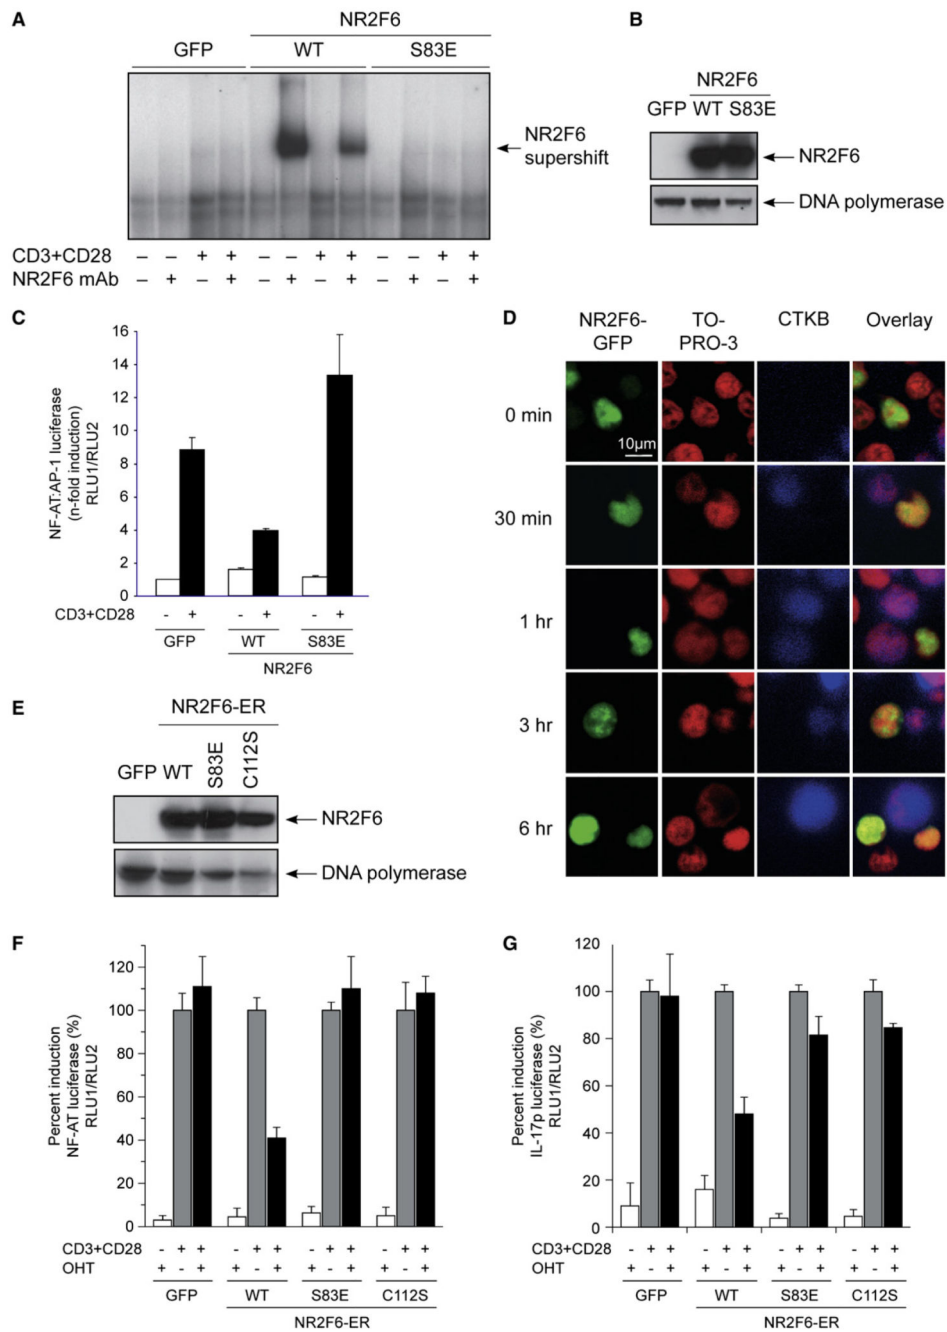 A
NR2F6
GFP WT S83E
NR2F6
supershift
CD3+CD28 – – + + – – + + – – + +
NR2F6 mAb – + – + – + – + – + – +
B
NR2F6
GFP WT S83E
NR2F6
DNA polymerase
C
NF-AT:AP-1 luciferase
(n-fold induction)
RLU1/RLU2
16
14
12
10
8
6
4
2
0
CD3+CD28 - + - + - +
GFP WT S83E
NR2F6
D
NR2F6-GFP TO-PRO-3 CTKB Overlay
0 min
10µm
30 min
1 hr
3 hr
6 hr
E
NR2F6-ER
GFP WT S83E C112S
NR2F6
DNA polymerase
F
Percent induction
NF-AT luciferase (%)
RLU1/RLU2
120
100
80
60
40
20
0
CD3+CD28 - + + - + + - + + - + +
OHT + - + + - + + - + + - +
GFP WT S83E C112S
NR2F6-ER
G
Percent induction
IL-17p luciferase (%)
RLU1/RLU2
120
100
80
60
40
20
0
CD3+CD28 - + + - + + - + + - + +
OHT + - + + - + + - + + - +
GFP WT S83E C112S
NR2F6-ER